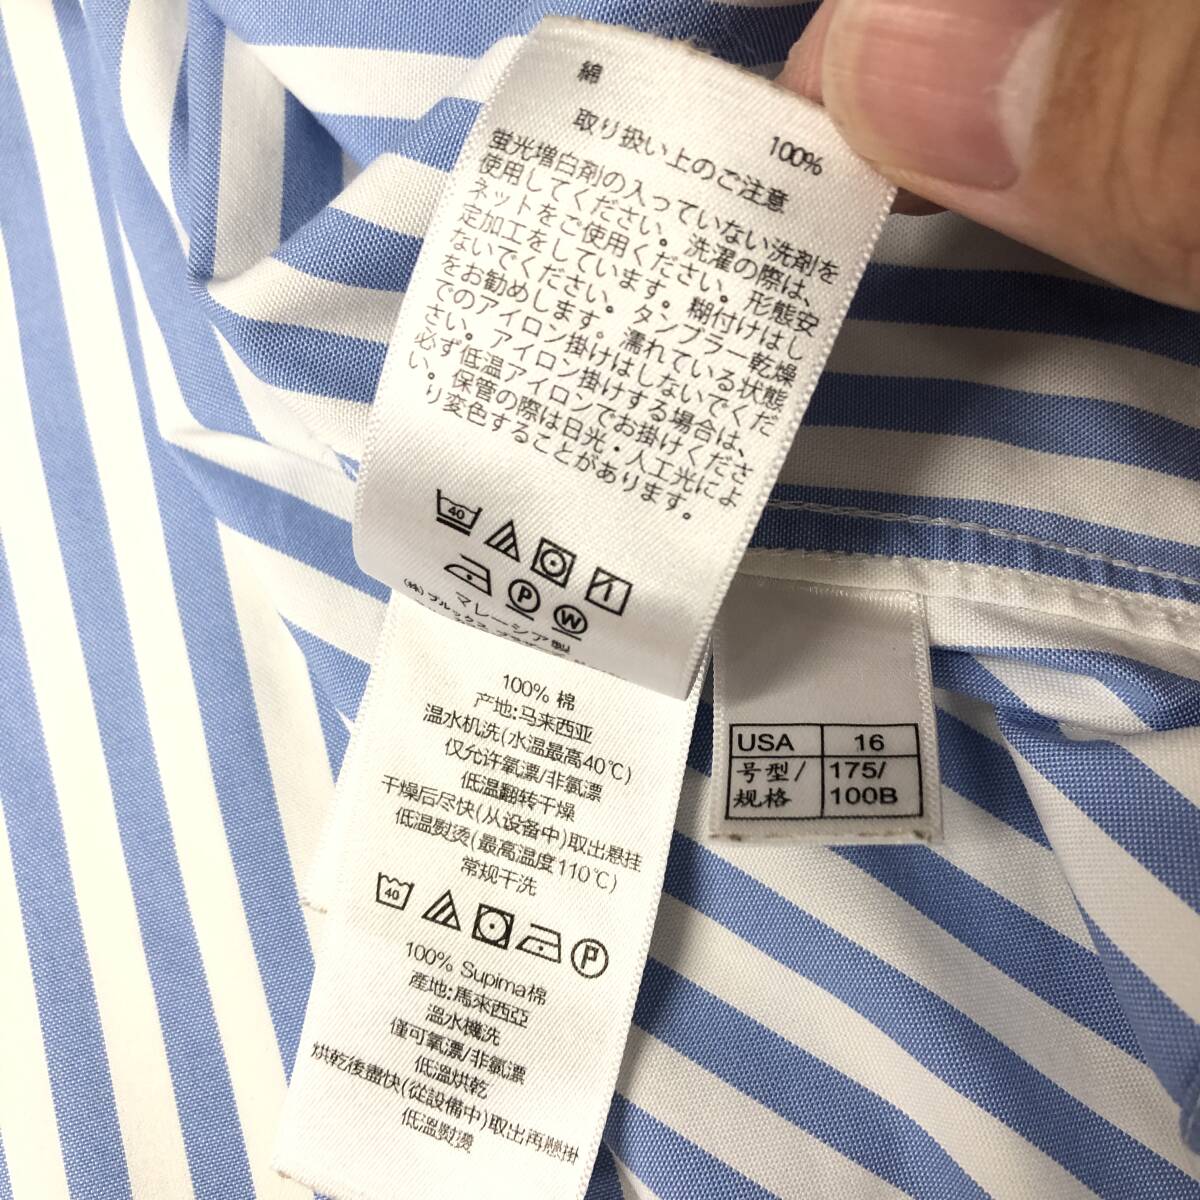 綿 100%
取り扱い上のご注意
蛍光増白剤の入っていない洗剤を
使用してください。洗濯の際は、
ネットをご使用ください。形態安
定加工をしています。糊付けはし
ないでください。タンブラー乾燥
をお勧めします。濡れている状態
でのアイロン掛けはしないでくだ
さい。アイロン掛けする場合は、
必ず低温アイロンでお掛けくださ
い。保管の際は日光・人工光によ
り変色することがあります。
40
P W
マレーシア製
(株)ブルックス ブラザーズ
100% 棉
产地:马来西亚
温水机洗(水温最高40℃)
仅允许氧漂/非氯漂
低温翻转干燥
干燥后尽快(从设备中)取出悬挂
低温熨烫(最高温度110℃)
常规干洗
40
P
100% Supima棉
產地:馬來西亞
溫水機洗
僅可氧漂/非氯漂
低溫烘乾
烘乾後盡快(從設備中)取出再懸掛
低溫熨燙
USA 16
号型/ 175/
规格 100B